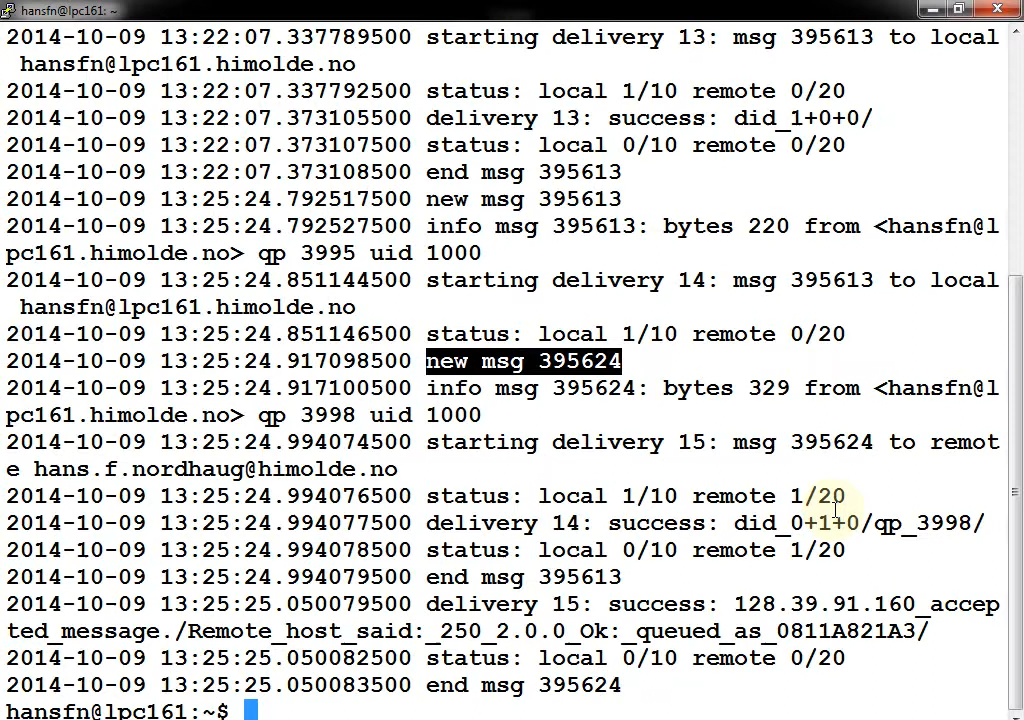 hansfn@lpc161: ~
2014-10-09 13:22:07.337789500 starting delivery 13: msg 395613 to local
 hansfn@lpc161.himolde.no
2014-10-09 13:22:07.337792500 status: local 1/10 remote 0/20
2014-10-09 13:22:07.373105500 delivery 13: success: did_1+0+0/
2014-10-09 13:22:07.373107500 status: local 0/10 remote 0/20
2014-10-09 13:22:07.373108500 end msg 395613
2014-10-09 13:25:24.792517500 new msg 395613
2014-10-09 13:25:24.792527500 info msg 395613: bytes 220 from <hansfn@l
pc161.himolde.no> qp 3995 uid 1000
2014-10-09 13:25:24.851144500 starting delivery 14: msg 395613 to local
 hansfn@lpc161.himolde.no
2014-10-09 13:25:24.851146500 status: local 1/10 remote 0/20
2014-10-09 13:25:24.917098500 new msg 395624
2014-10-09 13:25:24.917100500 info msg 395624: bytes 329 from <hansfn@l
pc161.himolde.no> qp 3998 uid 1000
2014-10-09 13:25:24.994074500 starting delivery 15: msg 395624 to remot
e hans.f.nordhaug@himolde.no
2014-10-09 13:25:24.994076500 status: local 1/10 remote 1/20
2014-10-09 13:25:24.994077500 delivery 14: success: did_0+1+0/qp_3998/
2014-10-09 13:25:24.994078500 status: local 0/10 remote 1/20
2014-10-09 13:25:24.994079500 end msg 395613
2014-10-09 13:25:25.050079500 delivery 15: success: 128.39.91.160_accep
ted_message./Remote_host_said:_250_2.0.0_Ok:_queued_as_0811A821A3/
2014-10-09 13:25:25.050082500 status: local 0/10 remote 0/20
2014-10-09 13:25:25.050083500 end msg 395624
hansfn@lpc161:~$